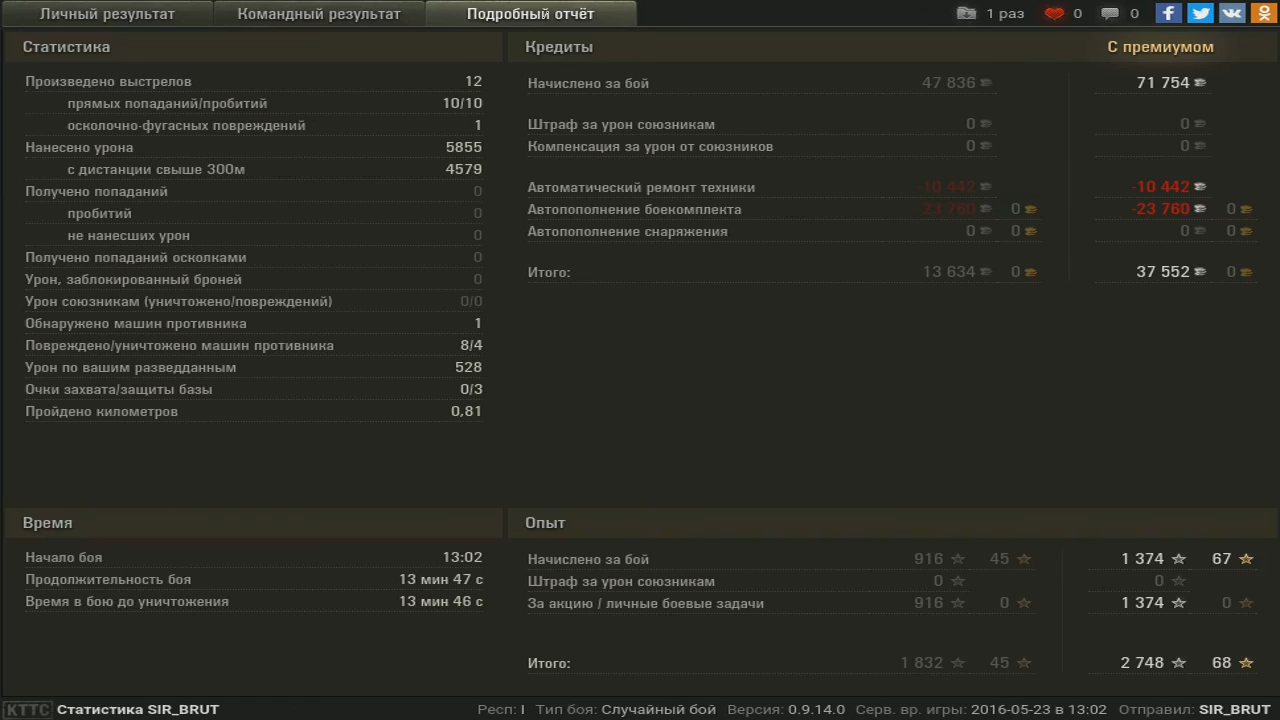 Личный результат Командный результат Подробный отчёт 1 раз 0 0
Статистика
Произведено выстрелов 12
прямых попаданий/пробитий 10/10
осколочно-фугасных повреждений 1
Нанесено урона 5855
с дистанции свыше 300м 4579
Получено попаданий 0
пробитий 0
не нанесших урон 0
Получено попаданий осколками 0
Урон, заблокированный броней 0
Урон союзникам (уничтожено/повреждений) 0/0
Обнаружено машин противника 1
Повреждено/уничтожено машин противника 8/4
Урон по вашим разведданным 528
Очки захвата/защиты базы 0/3
Пройдено километров 0,81
Кредиты С премиумом
Начислено за бой 47 836 71 754
Штраф за урон союзникам 0 0
Компенсация за урон от союзников 0 0
Автоматический ремонт техники -10 442 -10 442
Автопополнение боекомплекта -23 760 0 -23 760 0
Автопополнение снаряжения 0 0 0 0
Итого: 13 634 0 37 552 0
Время
Начало боя 13:02
Продолжительность боя 13 мин 47 с
Время в бою до уничтожения 13 мин 46 с
Опыт
Начислено за бой 916 45 1 374 67
Штраф за урон союзникам 0 0
За акцию / личные боевые задачи 916 0 1 374 0
Итого: 1 832 45 2 748 68
KTTC Статистика SIR_BRUT Респ: I Тип боя: Случайный бой Версия: 0.9.14.0 Серв. вр. игры: 2016-05-23 в 13:02 Отправил: SIR_BRUT